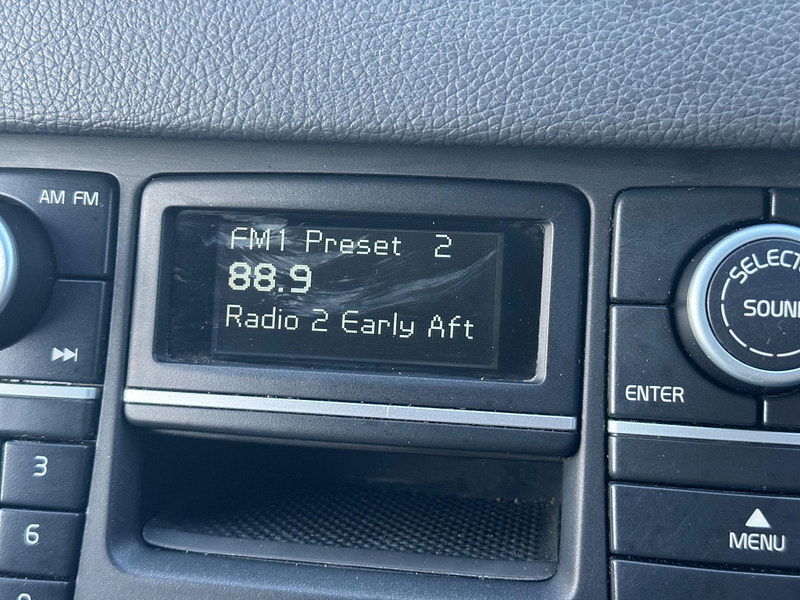 AM FM
FM1 Preset 2
88.9
Radio 2 Early Aft
SELECT
SOUND
ENTER
3
6
MENU